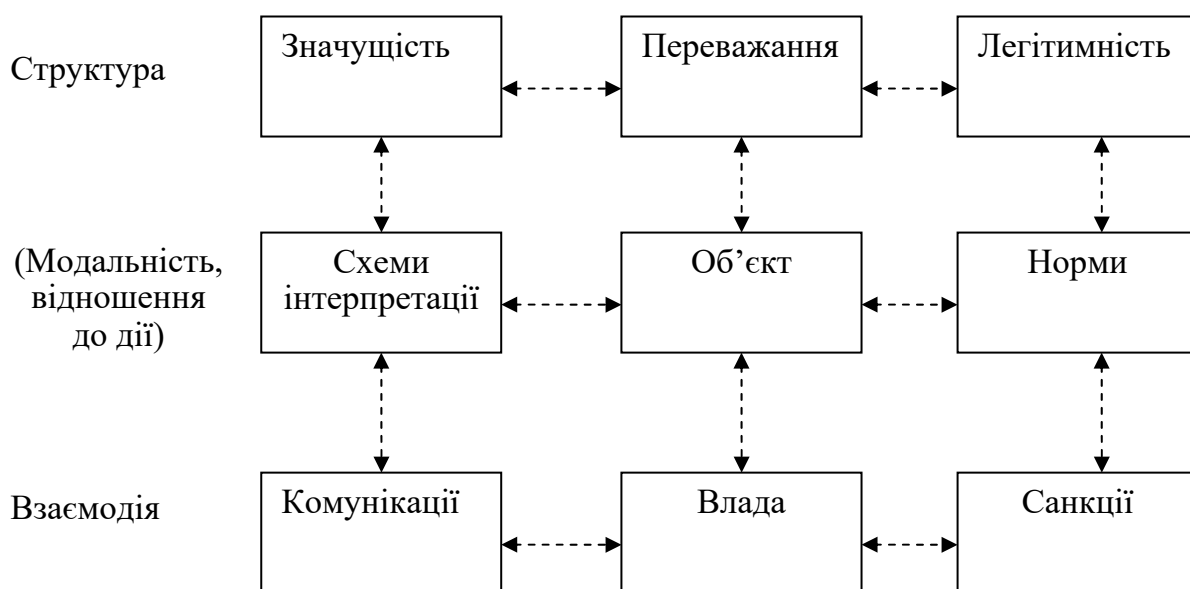 Структура
Значущість
Переважання
Легітимність
(Модальність,
відношення
до дії)
Схеми
інтерпретації
Об’єкт
Норми
Взаємодія
Комунікації
Влада
Санкції